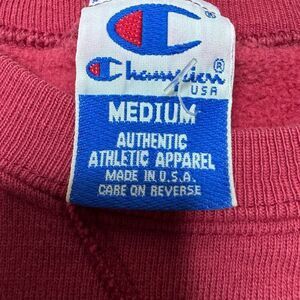 Champion®
USA
MEDIUM
AUTHENTIC
ATHLETIC APPAREL
MADE IN U.S.A.
CARE ON REVERSE